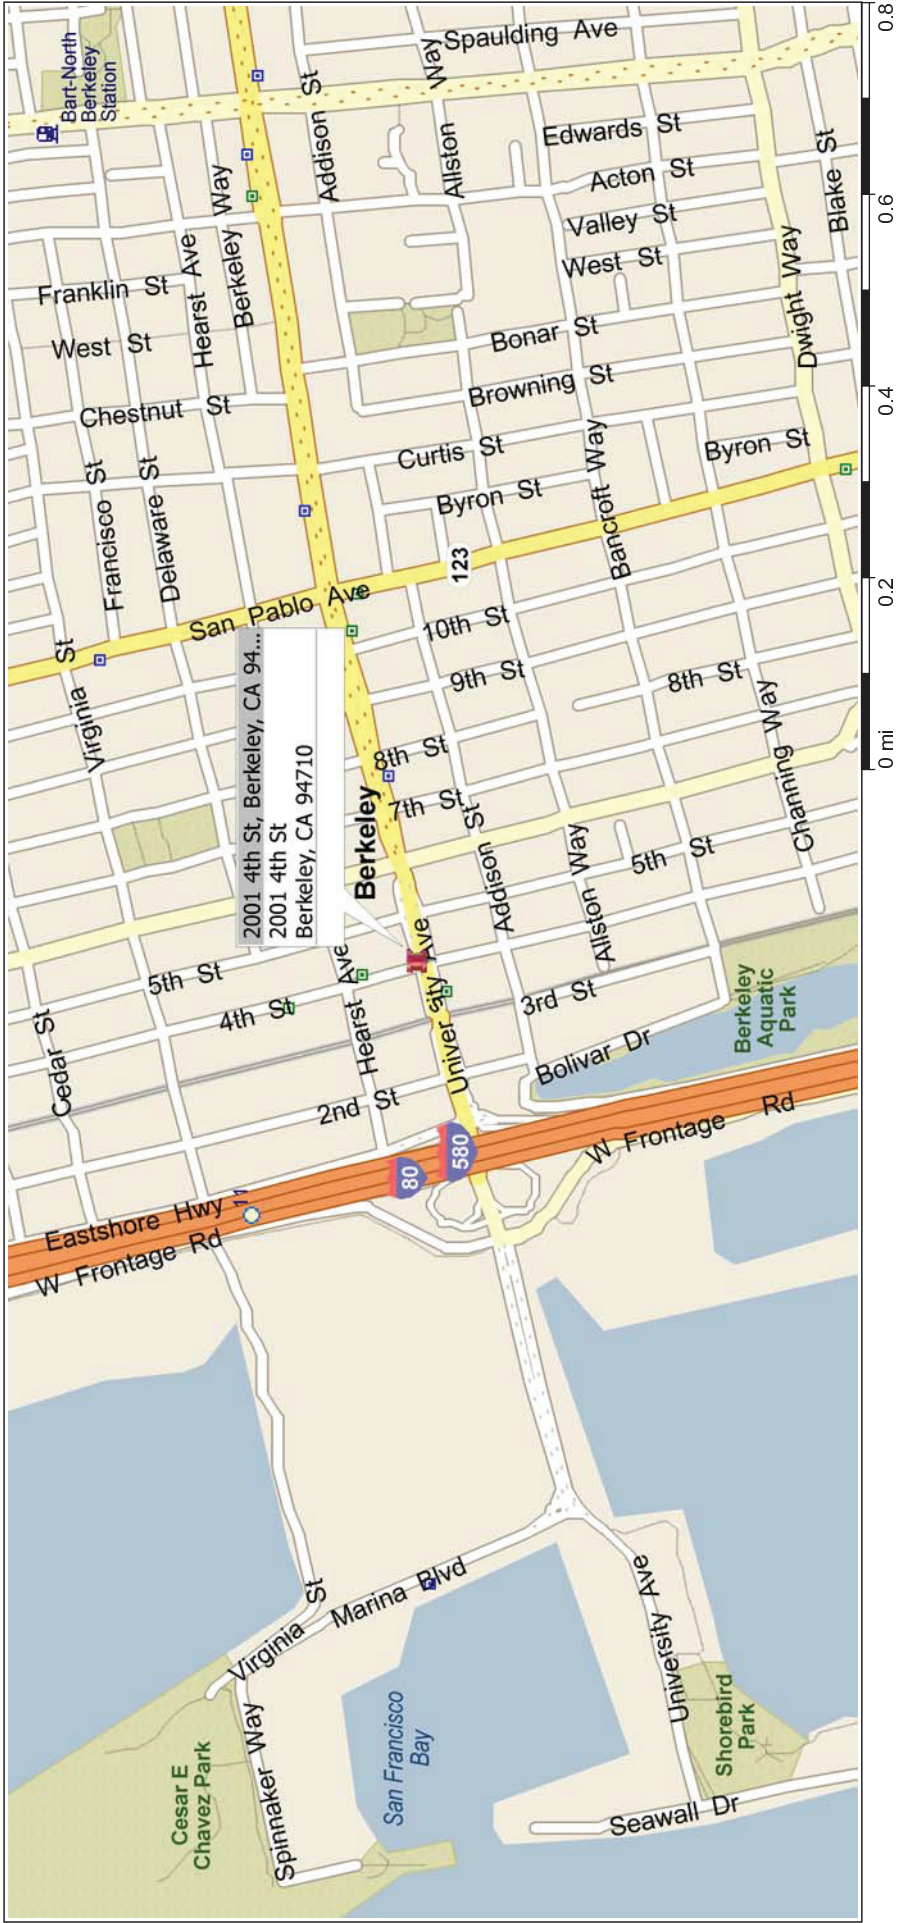 Bart-North
Berkeley
Station
Spaulding Ave
Addison St
Allston Way
Edwards St
Acton St
Valley St
West St
Blake St
Dwight Way
Berkeley Way
Hearst Ave
Franklin St
West St
Chestnut St
Bonar St
Browning St
Curtis St
Byron St
Byron St
Bancroft Way
Francisco St
Delaware St
123
San Pablo Ave
Virginia St
10th St
9th St
8th St
8th St
7th St
Channing Way
2001 4th St, Berkeley, CA 94...
2001 4th St
Berkeley, CA 94710
Berkeley
Addison St
Allston Way
5th St
5th St
4th St
Hearst Ave
University Ave
3rd St
Cedar St
2nd St
Bolivar Dr
Berkeley
Aquatic
Park
W Frontage Rd
80
580
11
Eastshore Hwy
W Frontage Rd
Virginia St
Marina Blvd
University Ave
Spinnaker Way
Cesar E
Chavez Park
San Francisco
Bay
Shorebird
Park
Seawall Dr
0 mi
0.2
0.4
0.6
0.8